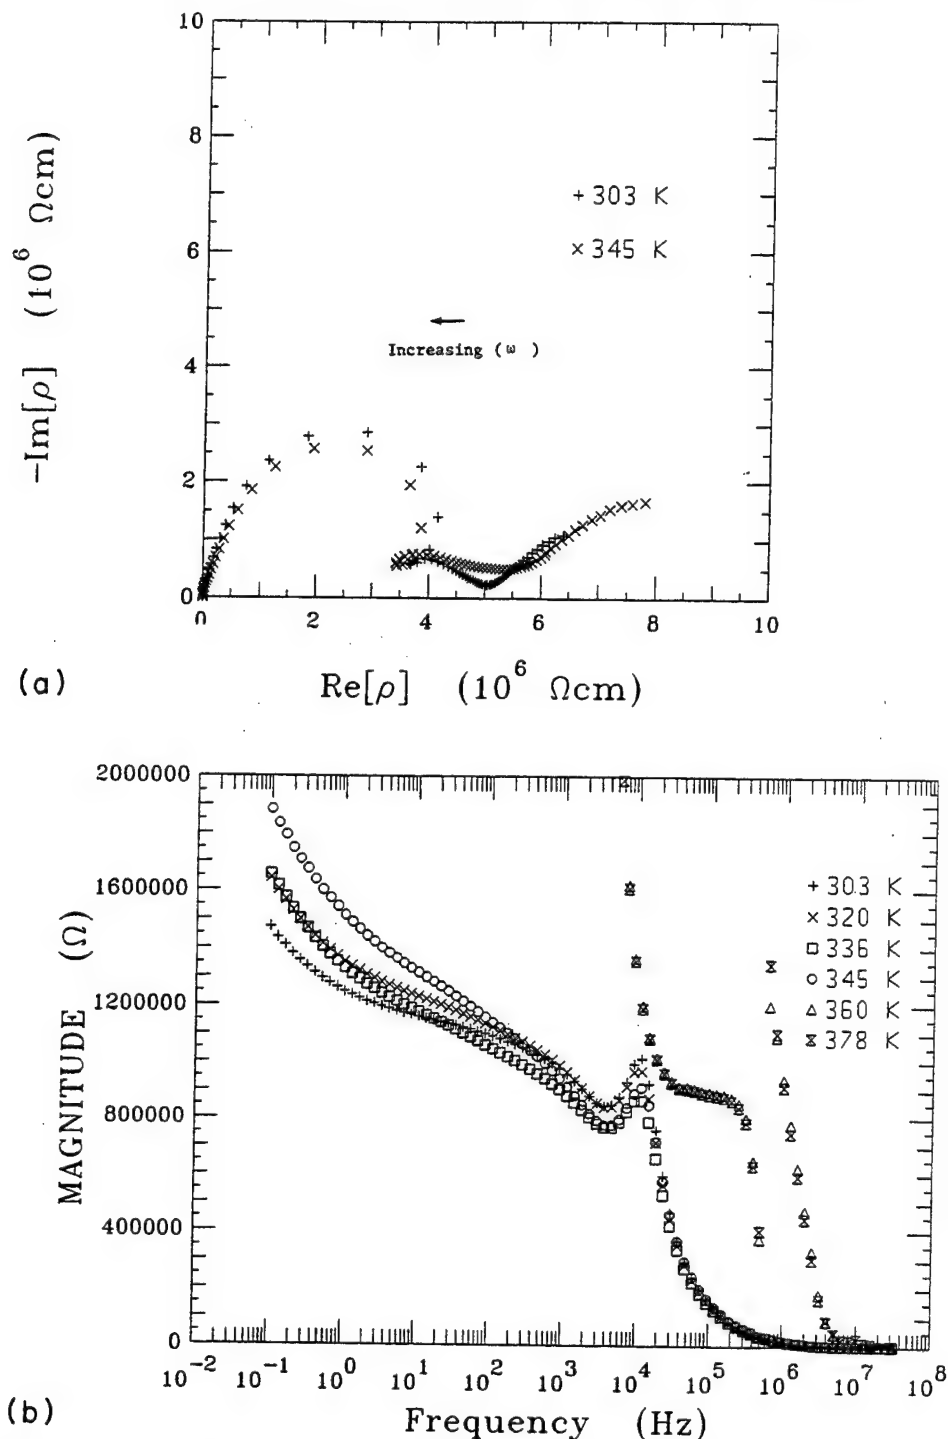 10
8
6
4
2
0
−Im[ρ] (10⁶ Ωcm)
+ 303 K
× 345 K
Increasing (ω )
0 2 4 6 8 10
(a)
Re[ρ] (10⁶ Ωcm)
2000000
1600000
1200000
800000
400000
0
MAGNITUDE (Ω)
+ 303 K
× 320 K
□ 336 K
○ 345 K
△ 360 K
⧖ 378 K
10⁻² 10⁻¹ 10⁰ 10¹ 10² 10³ 10⁴ 10⁵ 10⁶ 10⁷ 10⁸
(b)
Frequency (Hz)